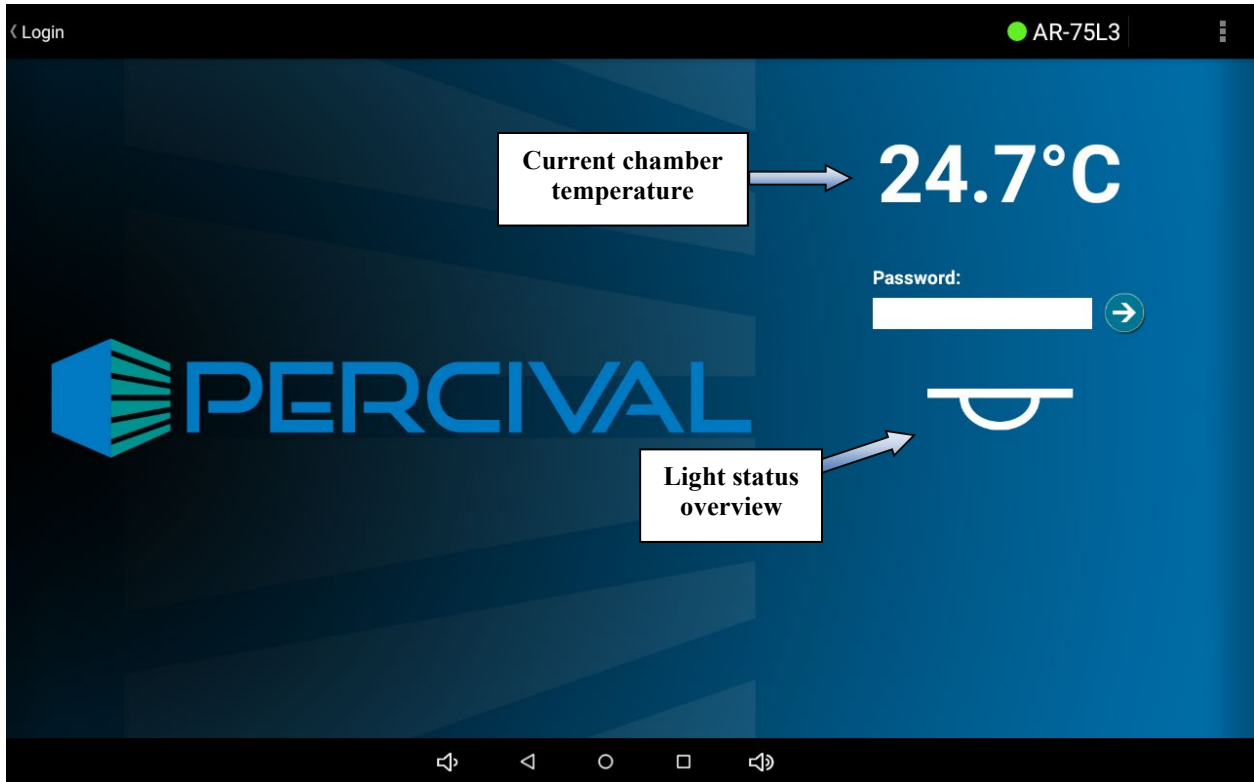 Login
AR-75L3
Current chamber
temperature
24.7°C
Password:
PERCIVAL
Light status
overview